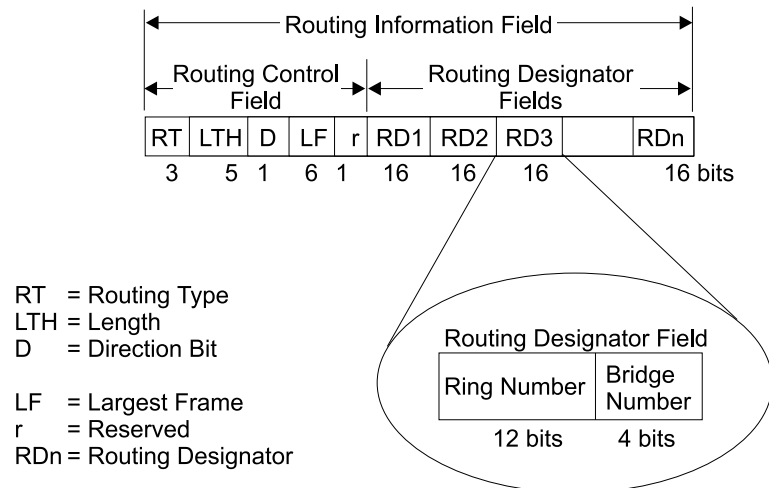 Routing Information Field
Routing Control Field
Routing Designator Fields
RT LTH D LF r RD1 RD2 RD3 RDn
3 5 1 6 1 16 16 16 16 bits
RT = Routing Type
LTH = Length
D = Direction Bit
LF = Largest Frame
r = Reserved
RDn = Routing Designator
Routing Designator Field
Ring Number
Bridge Number
12 bits 4 bits